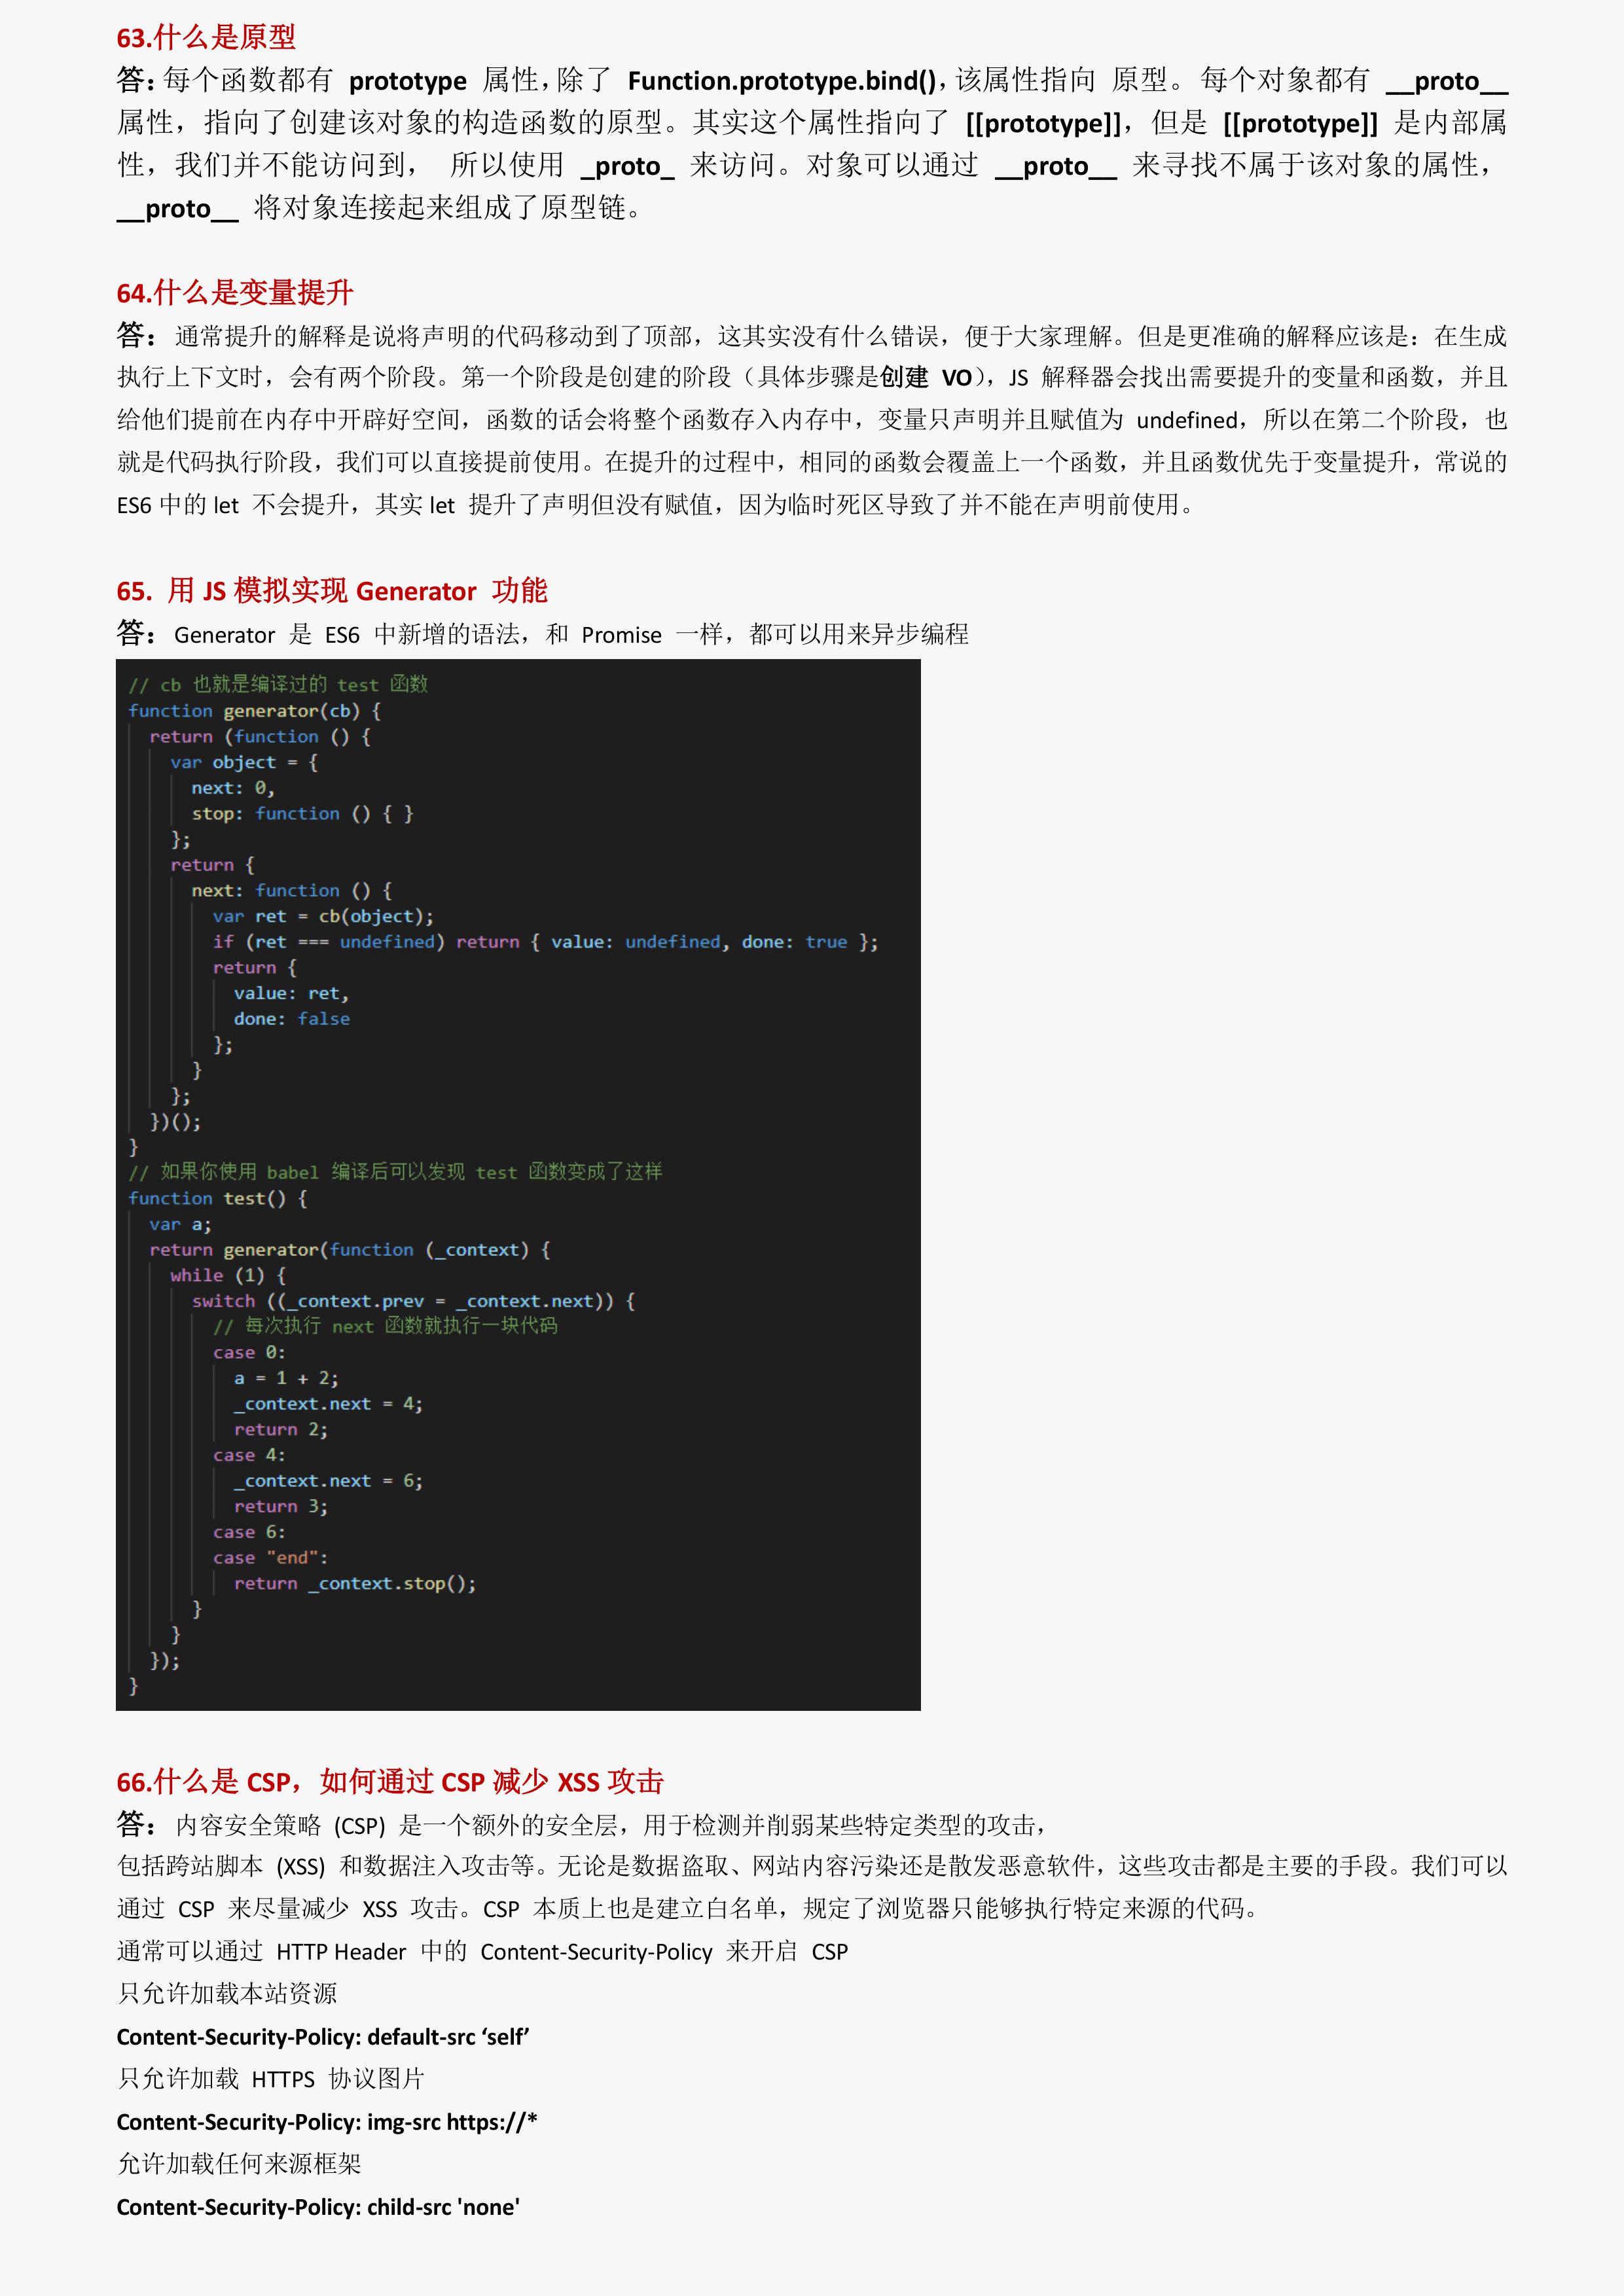 63.什么是原型
答：每个函数都有 prototype 属性，除了 Function.prototype.bind()，该属性指向 原型。每个对象都有 __proto__
属性，指向了创建该对象的构造函数的原型。其实这个属性指向了 [[prototype]]，但是 [[prototype]] 是内部属
性，我们并不能访问到， 所以使用 _proto_ 来访问。对象可以通过 __proto__ 来寻找不属于该对象的属性，
__proto__ 将对象连接起来组成了原型链。
64.什么是变量提升
答：通常提升的解释是说将声明的代码移动到了顶部，这其实没有什么错误，便于大家理解。但是更准确的解释应该是：在生成
执行上下文时，会有两个阶段。第一个阶段是创建的阶段（具体步骤是创建 VO），JS 解释器会找出需要提升的变量和函数，并且
给他们提前在内存中开辟好空间，函数的话会将整个函数存入内存中，变量只声明并且赋值为 undefined，所以在第二个阶段，也
就是代码执行阶段，我们可以直接提前使用。在提升的过程中，相同的函数会覆盖上一个函数，并且函数优先于变量提升，常说的
ES6 中的 let 不会提升，其实 let 提升了声明但没有赋值，因为临时死区导致了并不能在声明前使用。
65. 用 JS 模拟实现 Generator 功能
答：Generator 是 ES6 中新增的语法，和 Promise 一样，都可以用来异步编程
// cb 也就是编译过的 test 函数
function generator(cb) {
  return (function () {
    var object = {
      next: 0,
      stop: function () { }
    };
    return {
      next: function () {
        var ret = cb(object);
        if (ret === undefined) return { value: undefined, done: true };
        return {
          value: ret,
          done: false
        };
      }
    };
  })();
}
// 如果你使用 babel 编译后可以发现 test 函数变成了这样
function test() {
  var a;
  return generator(function (_context) {
    while (1) {
      switch ((_context.prev = _context.next)) {
        // 每次执行 next 函数就执行一块代码
        case 0:
          a = 1 + 2;
          _context.next = 4;
          return 2;
        case 4:
          _context.next = 6;
          return 3;
        case 6:
        case "end":
          return _context.stop();
      }
    }
  });
}
66.什么是 CSP，如何通过 CSP 减少 XSS 攻击
答：内容安全策略 (CSP) 是一个额外的安全层，用于检测并削弱某些特定类型的攻击，
包括跨站脚本 (XSS) 和数据注入攻击等。无论是数据盗取、网站内容污染还是散发恶意软件，这些攻击都是主要的手段。我们可以
通过 CSP 来尽量减少 XSS 攻击。CSP 本质上也是建立白名单，规定了浏览器只能够执行特定来源的代码。
通常可以通过 HTTP Header 中的 Content-Security-Policy 来开启 CSP
只允许加载本站资源
Content-Security-Policy: default-src ‘self’
只允许加载 HTTPS 协议图片
Content-Security-Policy: img-src https://*
允许加载任何来源框架
Content-Security-Policy: child-src 'none'